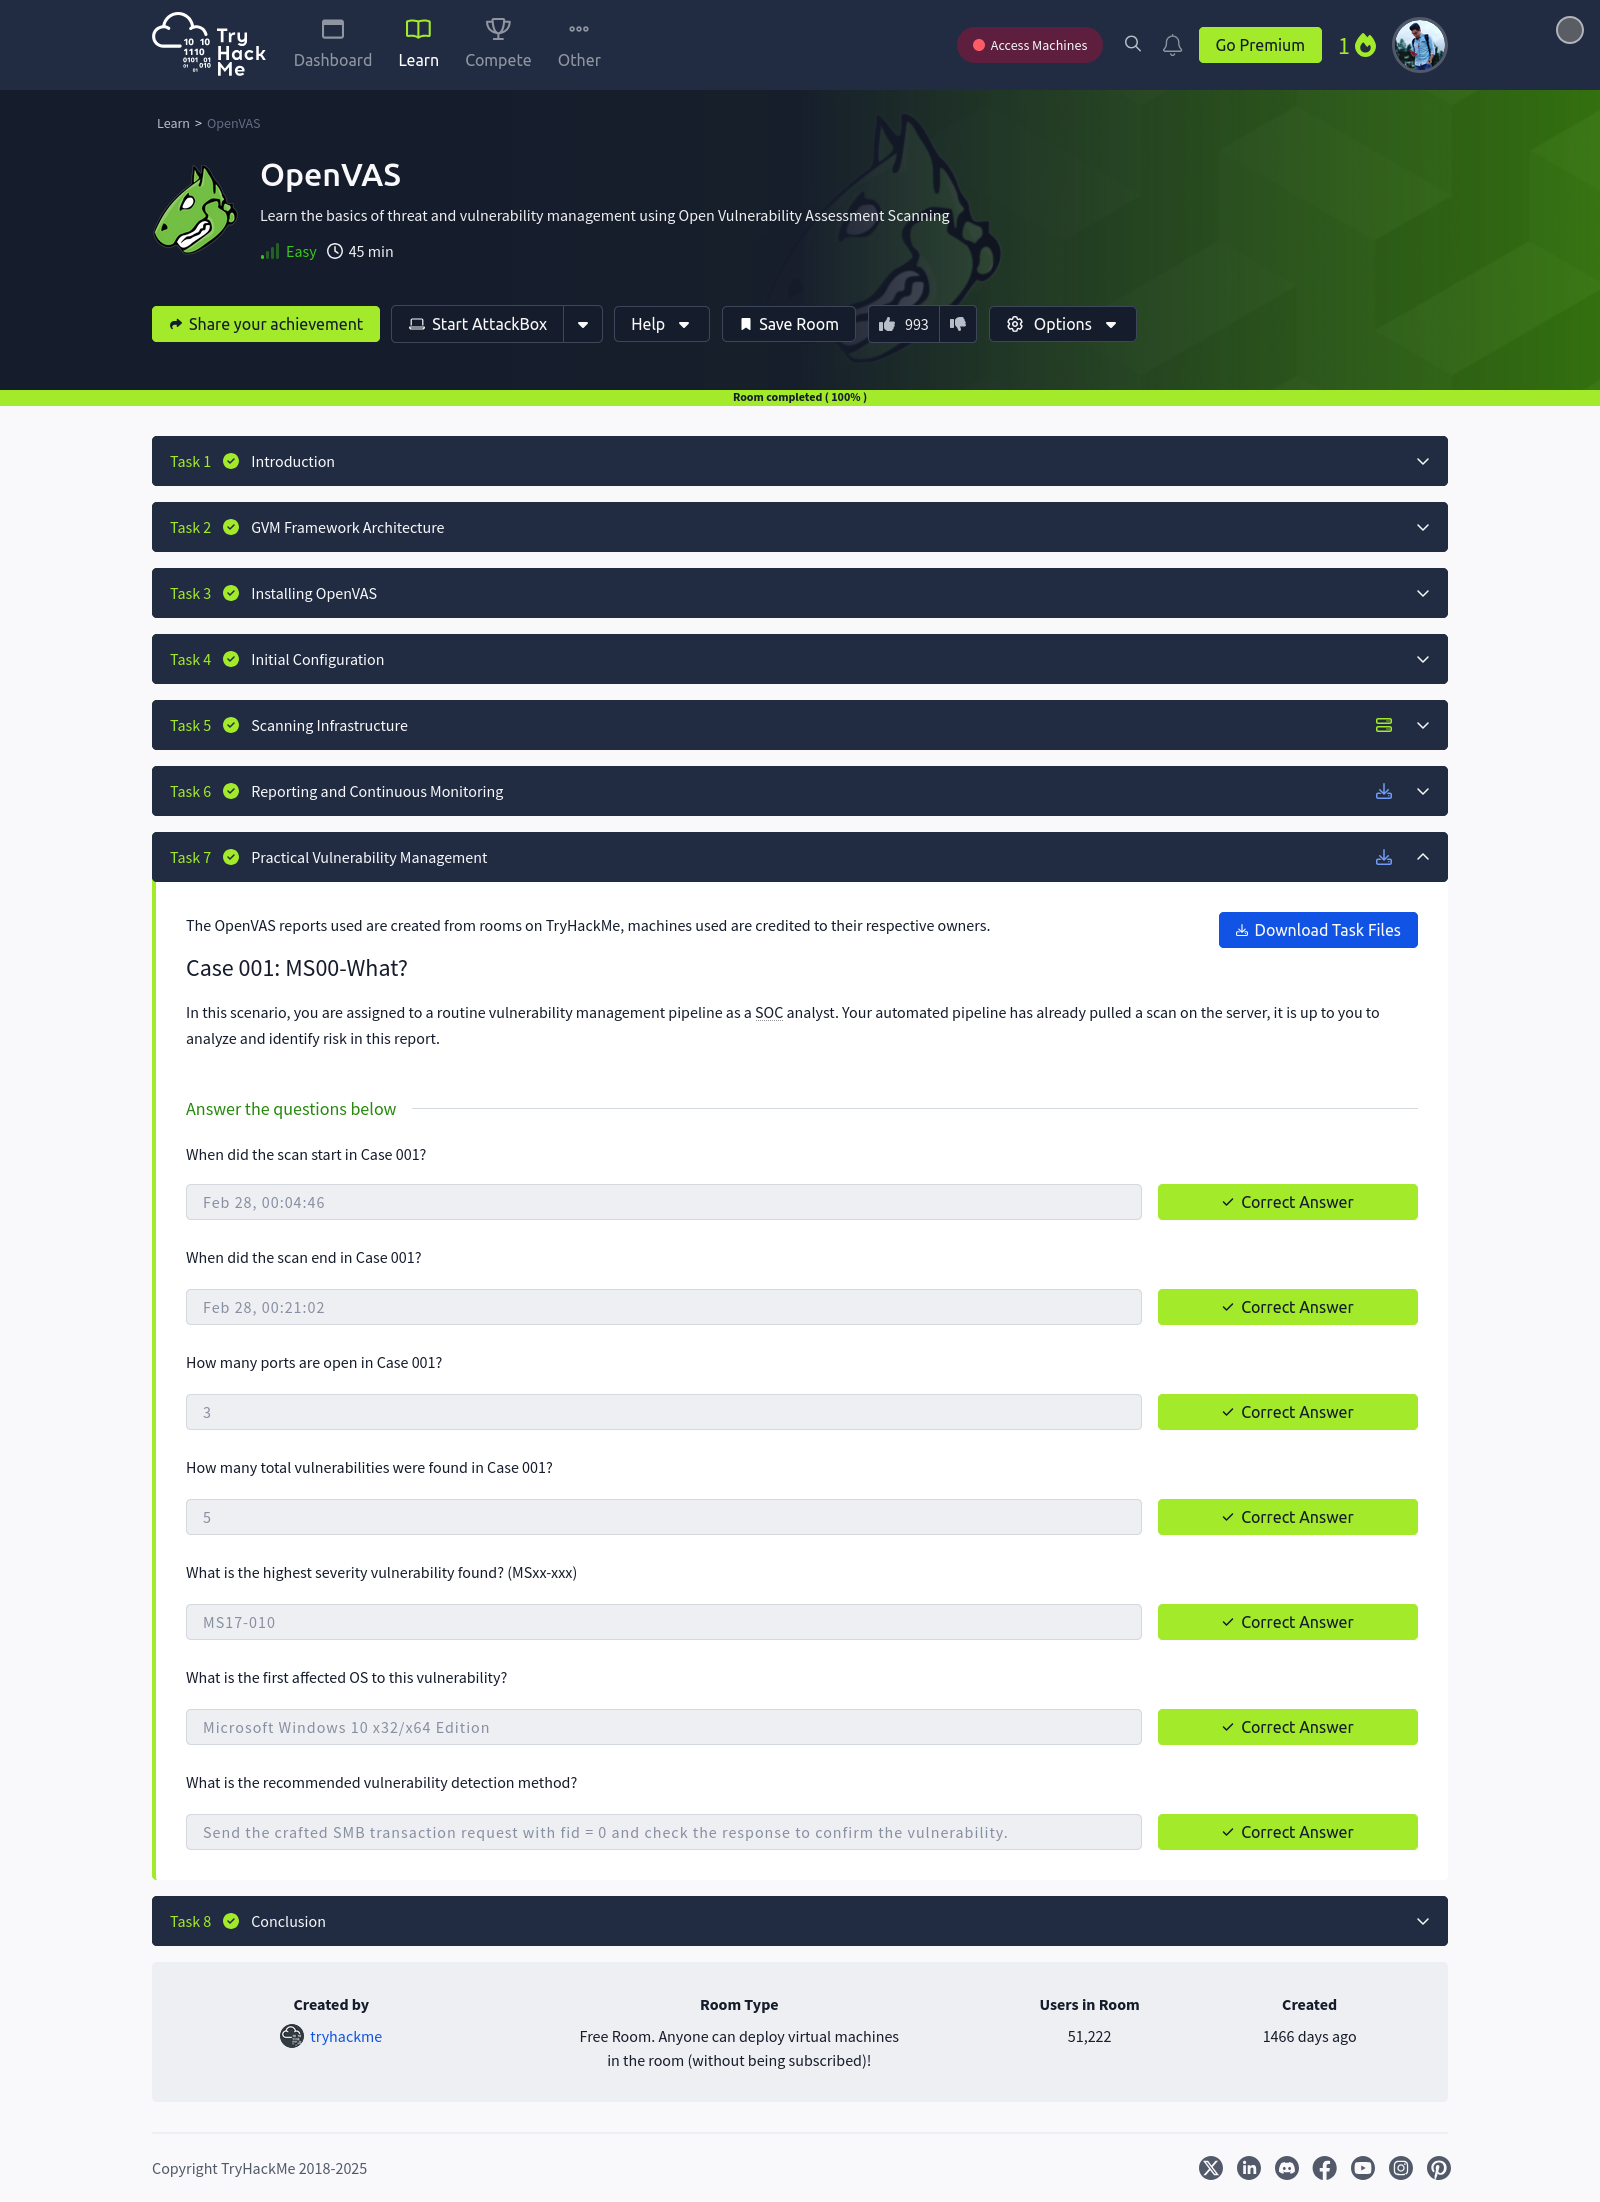 Try
Hack
Me
Dashboard
Learn
Compete
Other
Access Machines
Go Premium
1
Learn > OpenVAS
OpenVAS
Learn the basics of threat and vulnerability management using Open Vulnerability Assessment Scanning
Easy 45 min
Share your achievement
Start AttackBox
Help
Save Room
993
Options
Room completed ( 100% )
Task 1 Introduction
Task 2 GVM Framework Architecture
Task 3 Installing OpenVAS
Task 4 Initial Configuration
Task 5 Scanning Infrastructure
Task 6 Reporting and Continuous Monitoring
Task 7 Practical Vulnerability Management
The OpenVAS reports used are created from rooms on TryHackMe, machines used are credited to their respective owners.
Download Task Files
Case 001: MS00-What?
In this scenario, you are assigned to a routine vulnerability management pipeline as a SOC analyst. Your automated pipeline has already pulled a scan on the server, it is up to you to
analyze and identify risk in this report.
Answer the questions below
When did the scan start in Case 001?
Feb 28, 00:04:46
Correct Answer
When did the scan end in Case 001?
Feb 28, 00:21:02
Correct Answer
How many ports are open in Case 001?
3
Correct Answer
How many total vulnerabilities were found in Case 001?
5
Correct Answer
What is the highest severity vulnerability found? (MSxx-xxx)
MS17-010
Correct Answer
What is the first affected OS to this vulnerability?
Microsoft Windows 10 x32/x64 Edition
Correct Answer
What is the recommended vulnerability detection method?
Send the crafted SMB transaction request with fid = 0 and check the response to confirm the vulnerability.
Correct Answer
Task 8 Conclusion
Created by
tryhackme
Room Type
Free Room. Anyone can deploy virtual machines
in the room (without being subscribed)!
Users in Room
51,222
Created
1466 days ago
Copyright TryHackMe 2018-2025